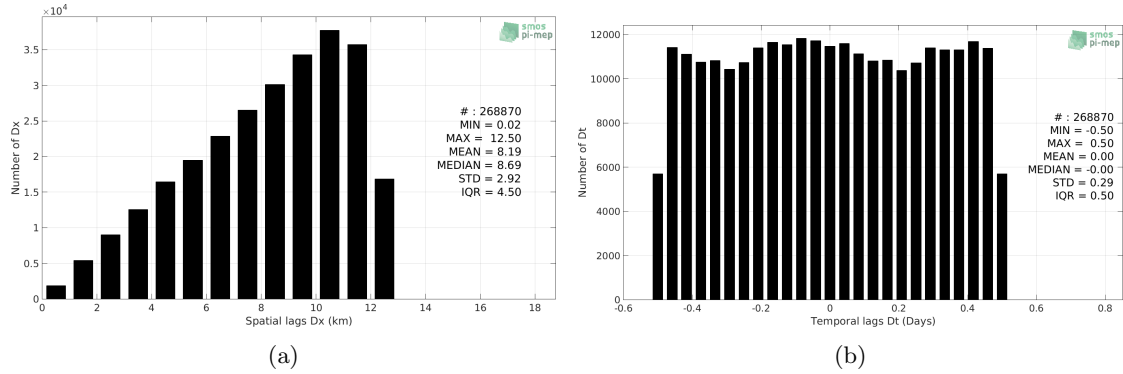 ×10⁴
3.5
3
2.5
2
1.5
1
0.5
0
Number of Dx
0 2 4 6 8 10 12 14 16 18
Spatial lags Dx (km)
smos
pi-mep
# : 268870
MIN = 0.02
MAX = 12.50
MEAN = 8.19
MEDIAN = 8.69
STD = 2.92
IQR = 4.50
(a)
12000
10000
8000
6000
4000
2000
0
Number of Dt
-0.6 -0.4 -0.2 0 0.2 0.4 0.6 0.8
Temporal lags Dt (Days)
smos
pi-mep
# : 268870
MIN = -0.50
MAX = 0.50
MEAN = 0.00
MEDIAN = -0.00
STD = 0.29
IQR = 0.50
(b)